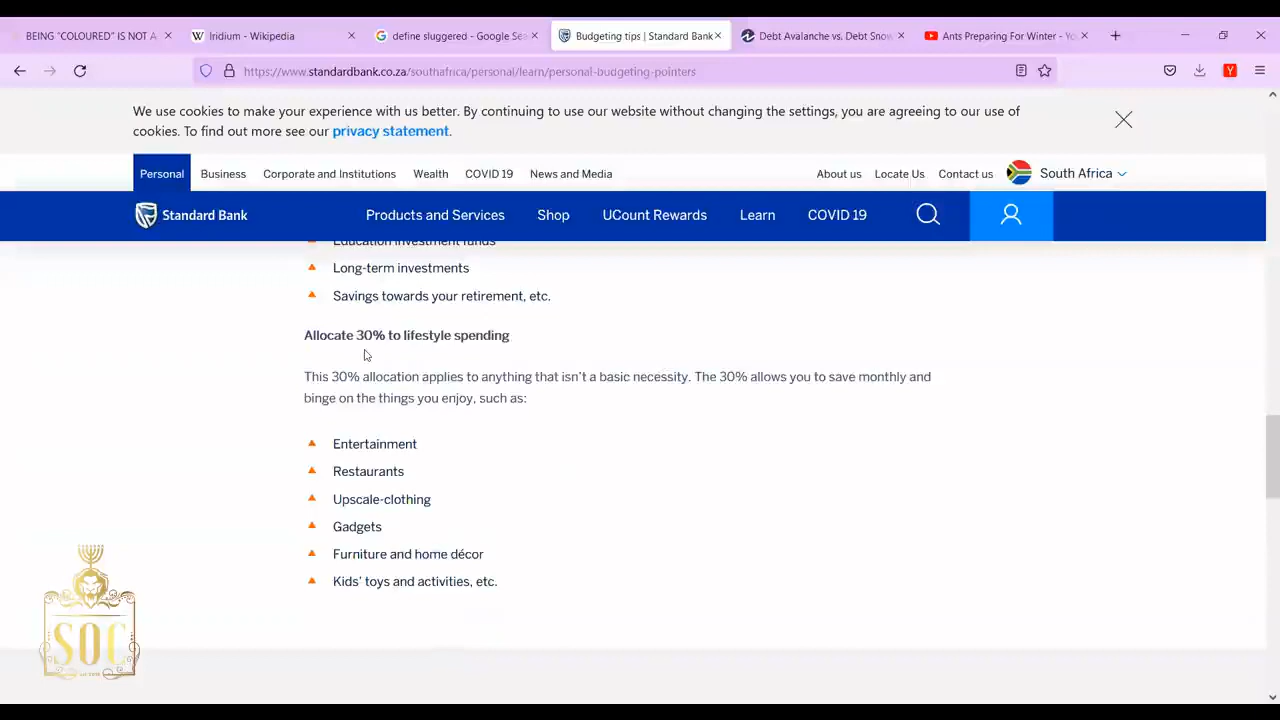 BEING "COLOURED" IS NOT A
Iridium - Wikipedia
define sluggered - Google Sea
Budgeting tips | Standard Bank
Debt Avalanche vs. Debt Snow
Ants Preparing For Winter - Yo
https://www.standardbank.co.za/southafrica/personal/learn/personal-budgeting-pointers
We use cookies to make your experience with us better. By continuing to use our website without changing the settings, you are agreeing to our use of
cookies. To find out more see our privacy statement.
Personal Business Corporate and Institutions Wealth COVID 19 News and Media About us Locate Us Contact us South Africa
Standard Bank Products and Services Shop UCount Rewards Learn COVID 19
Education investment funds
Long-term investments
Savings towards your retirement, etc.
Allocate 30% to lifestyle spending
This 30% allocation applies to anything that isn't a basic necessity. The 30% allows you to save monthly and
binge on the things you enjoy, such as:
Entertainment
Restaurants
Upscale-clothing
Gadgets
Furniture and home décor
Kids' toys and activities, etc.
SOC